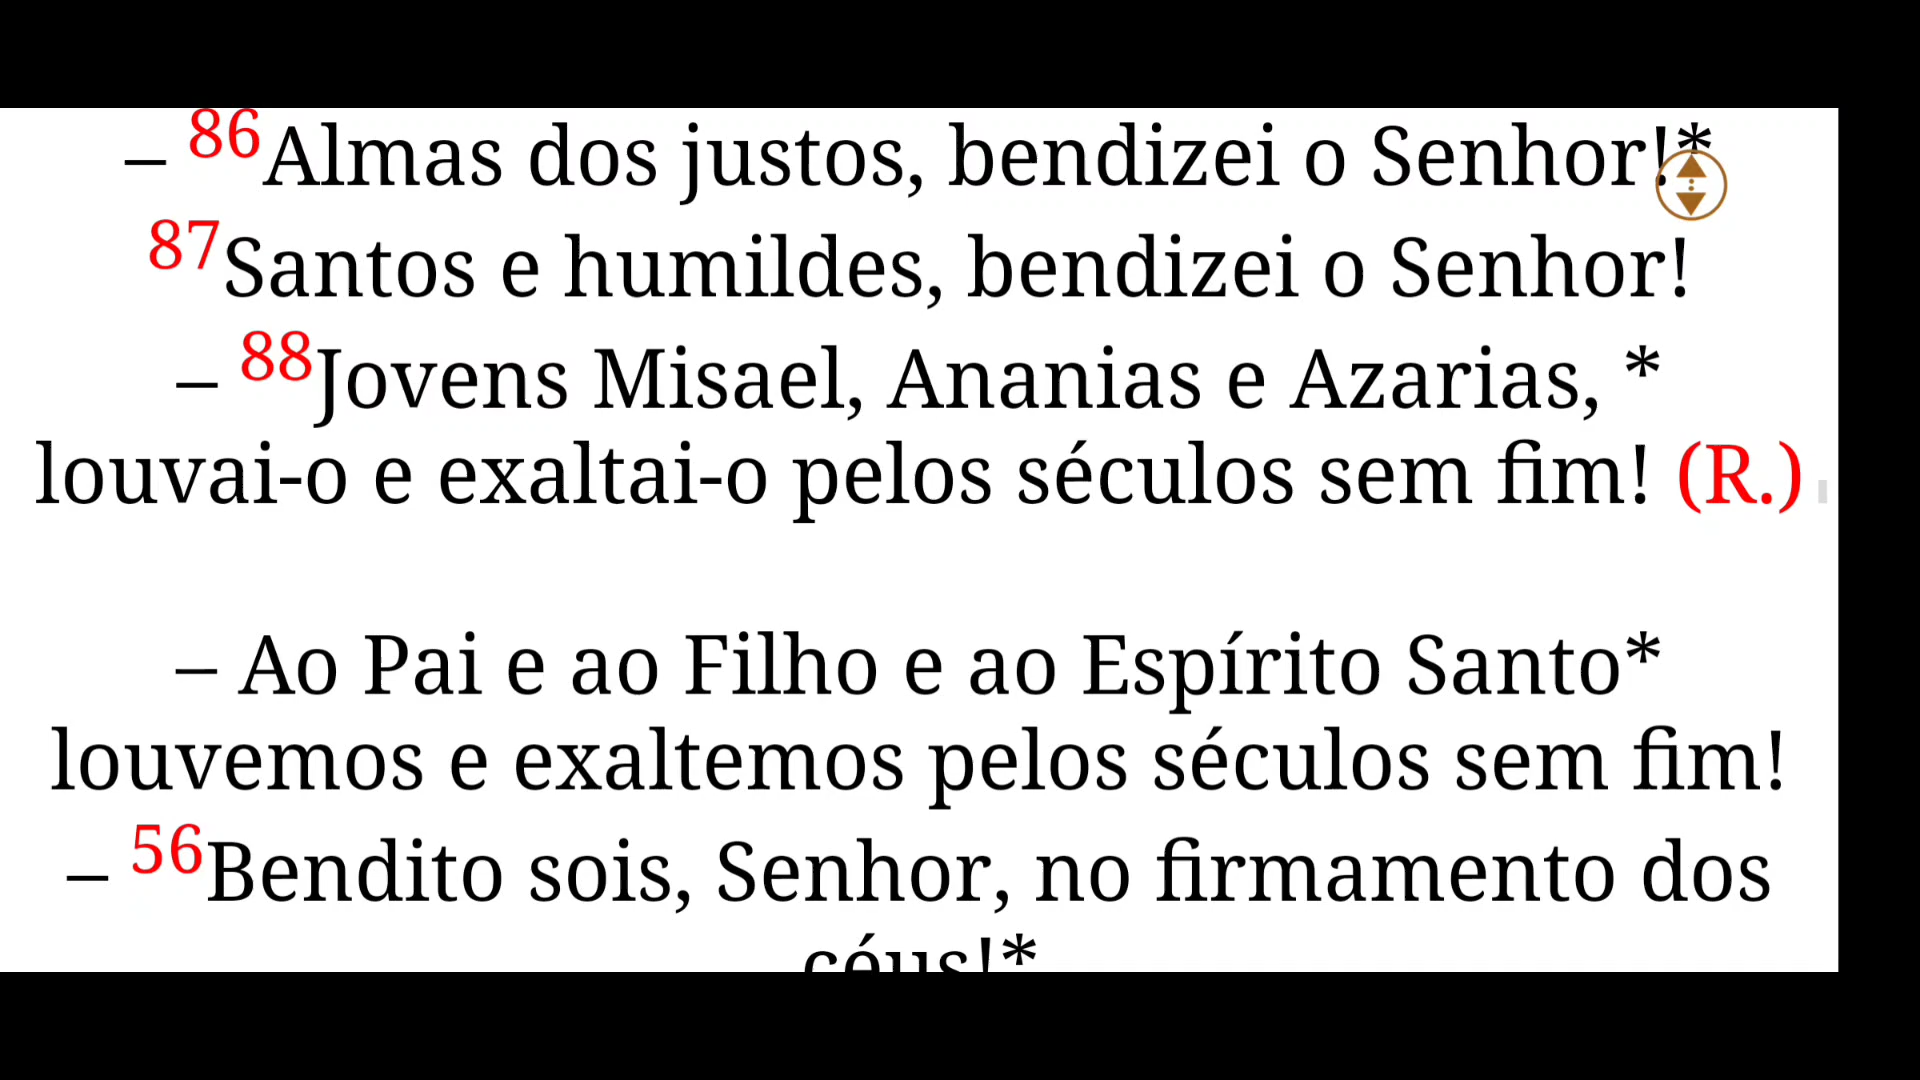 – 86Almas dos justos, bendizei o Senhor!*
87Santos e humildes, bendizei o Senhor!
– 88Jovens Misael, Ananias e Azarias, *
louvai-o e exaltai-o pelos séculos sem fim! (R.)
– Ao Pai e ao Filho e ao Espírito Santo*
louvemos e exaltemos pelos séculos sem fim!
– 56Bendito sois, Senhor, no firmamento dos
céus!*